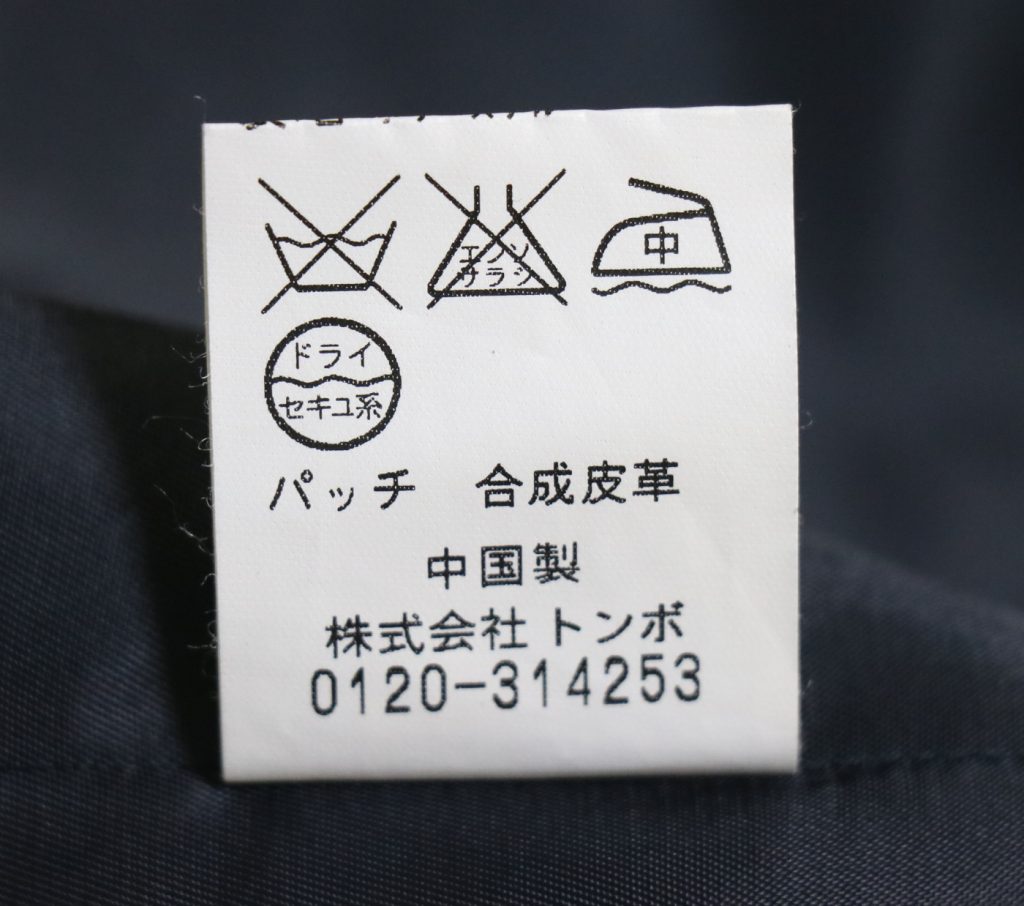 エンソ
サラシ
中
ドライ
セキユ系
パッチ 合成皮革
中国製
株式会社 トンボ
0120-314253